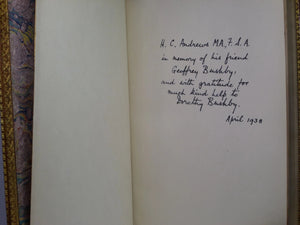 H. C. Andrews MA, F.S.A.
in memory of his friend
Geoffrey Bushby,
and with gratitude for
much kind help to
Dorothy Bushby.
April 1938